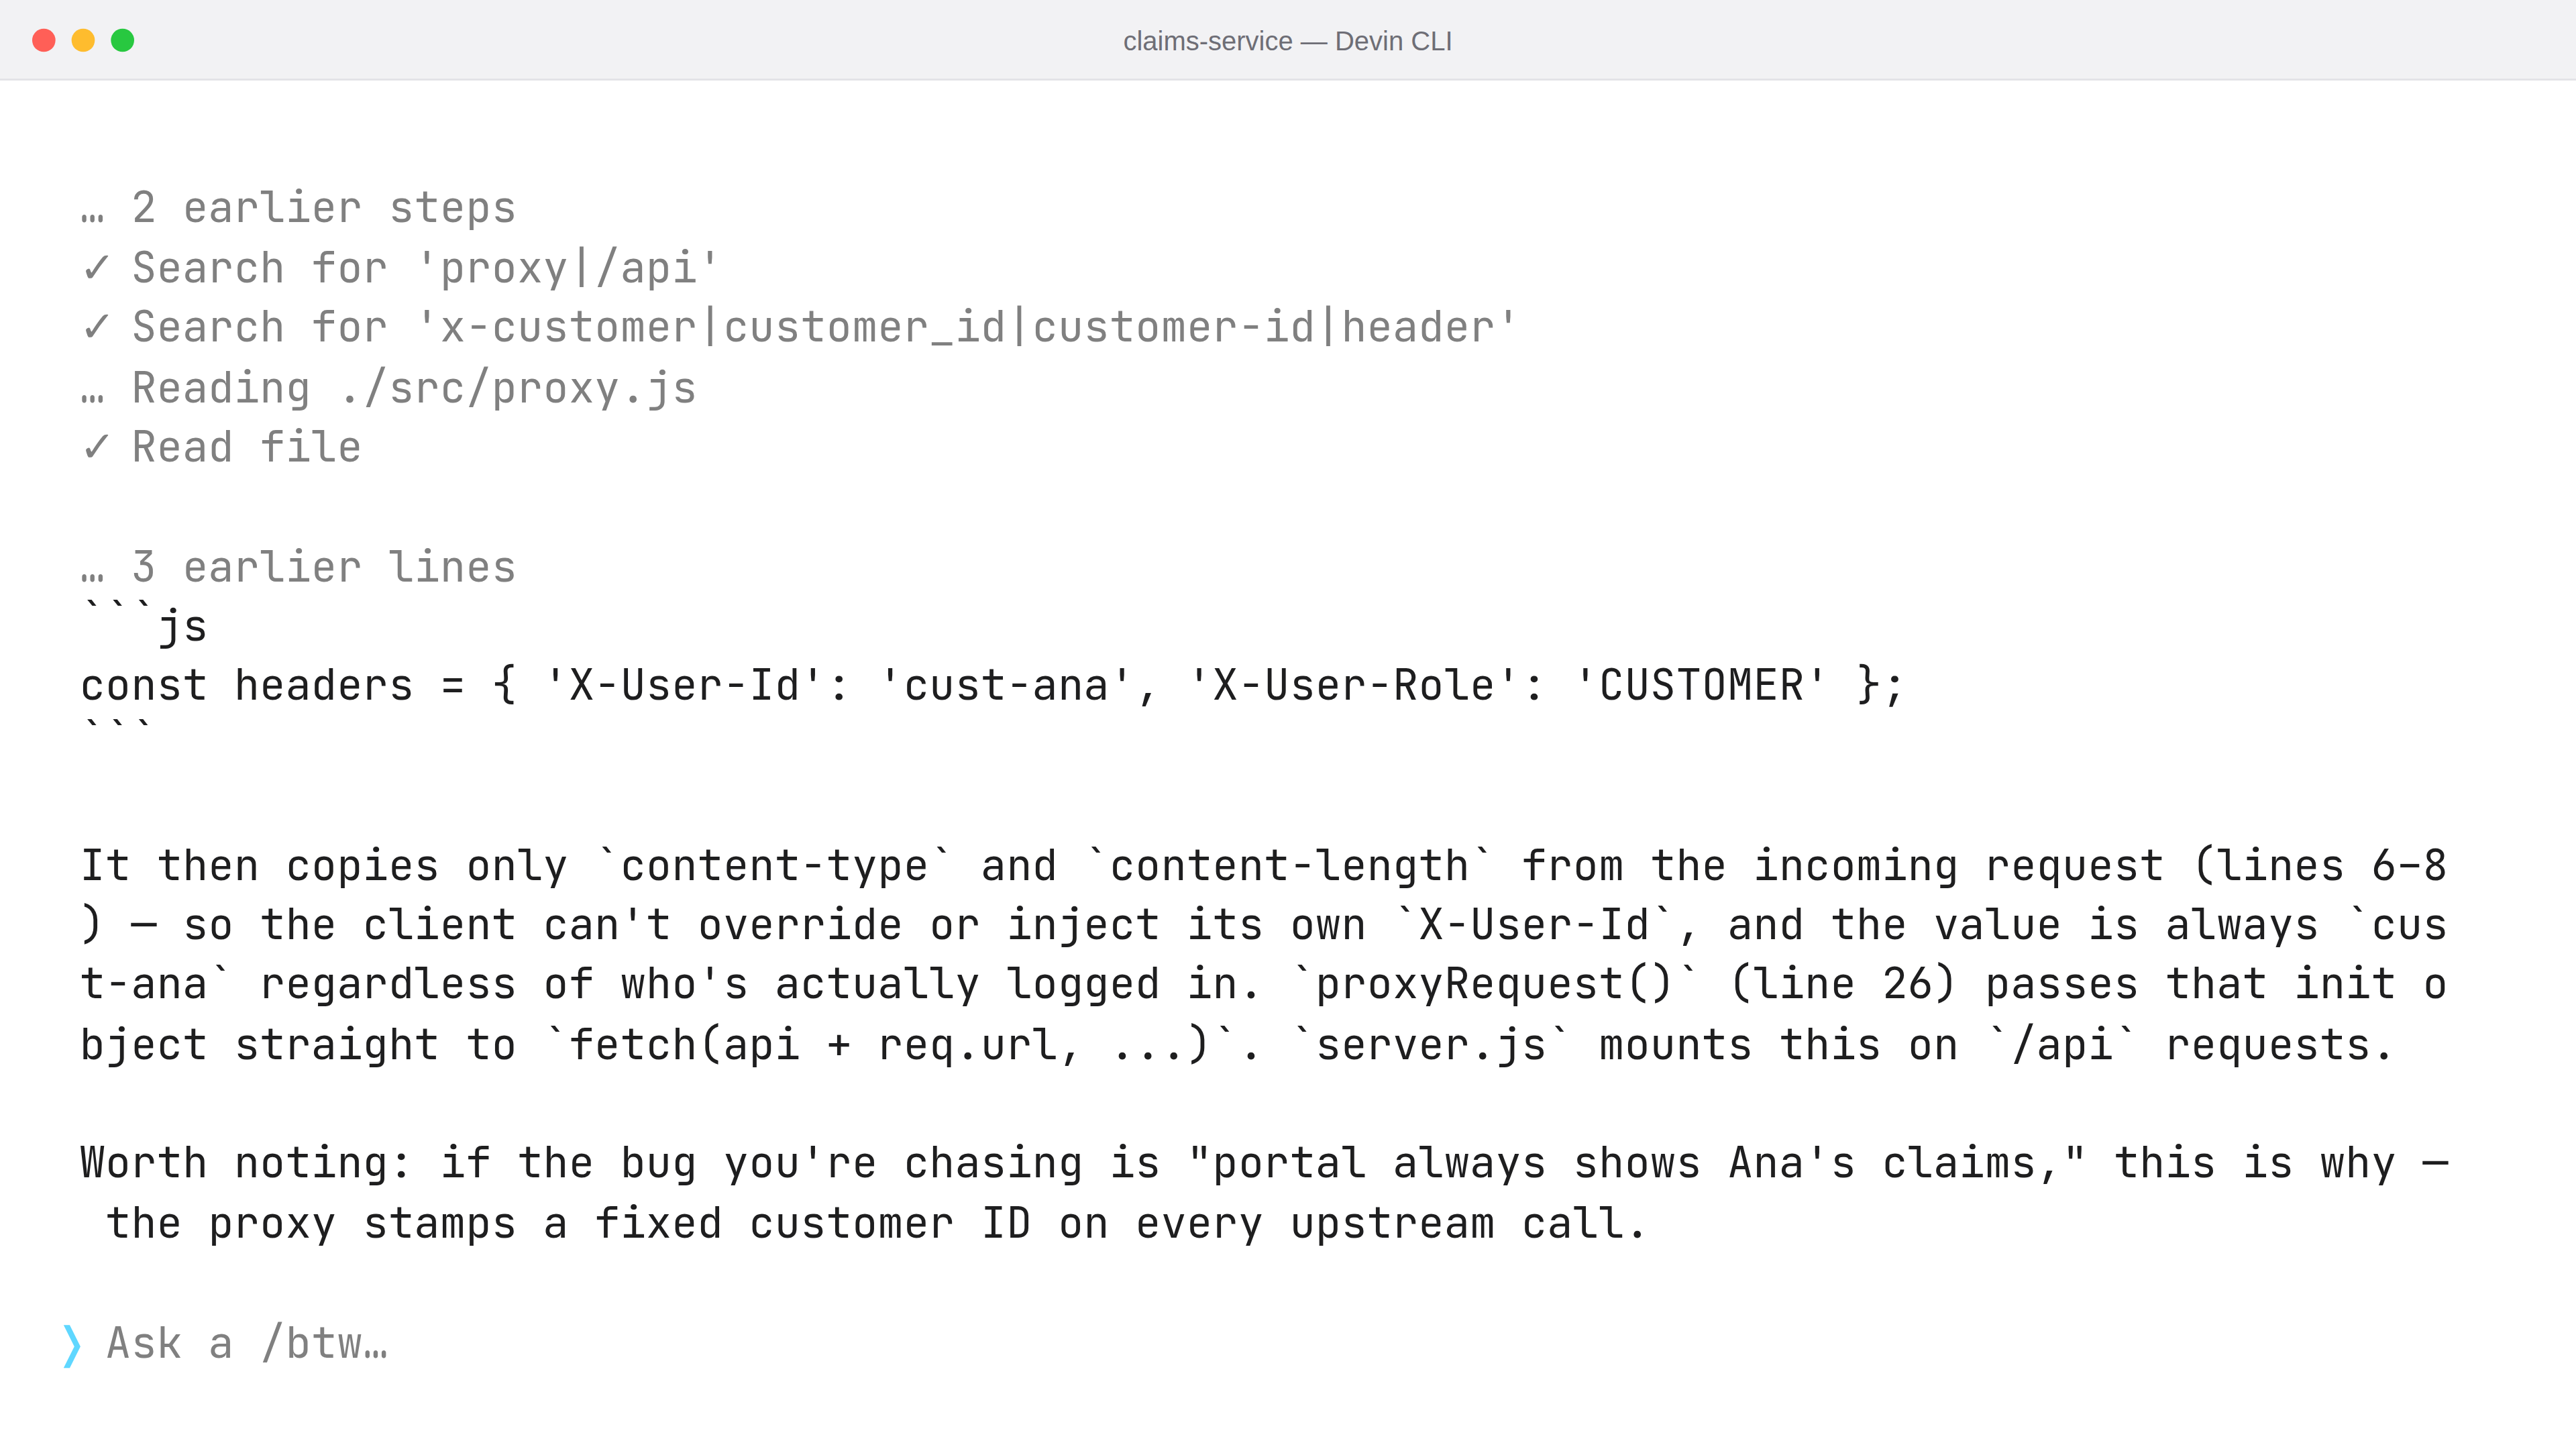 claims-service — Devin CLI
… 2 earlier steps
✓ Search for 'proxy|/api'
✓ Search for 'x-customer|customer_id|customer-id|header'
… Reading ./src/proxy.js
✓ Read file
… 3 earlier lines
```js
const headers = { 'X-User-Id': 'cust-ana', 'X-User-Role': 'CUSTOMER' };
```
It then copies only `content-type` and `content-length` from the incoming request (lines 6–8
) — so the client can't override or inject its own `X-User-Id`, and the value is always `cus
t-ana` regardless of who's actually logged in. `proxyRequest()` (line 26) passes that init o
bject straight to `fetch(api + req.url, ...)`. `server.js` mounts this on `/api` requests.
Worth noting: if the bug you're chasing is "portal always shows Ana's claims," this is why —
the proxy stamps a fixed customer ID on every upstream call.
❯ Ask a /btw…